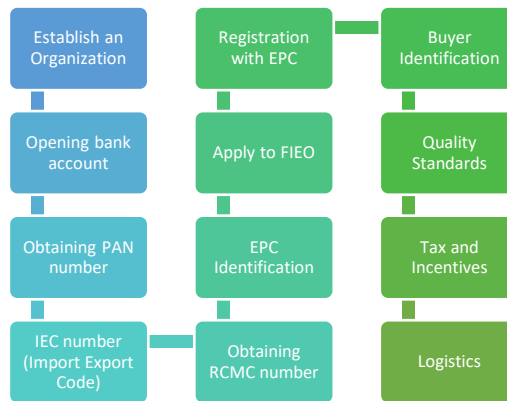 Establish an
Organization
Opening bank
account
Obtaining PAN
number
IEC number
(Import Export
Code)
Obtaining
RCMC number
EPC
Identification
Apply to FIEO
Registration
with EPC
Buyer
Identification
Quality
Standards
Tax and
Incentives
Logistics